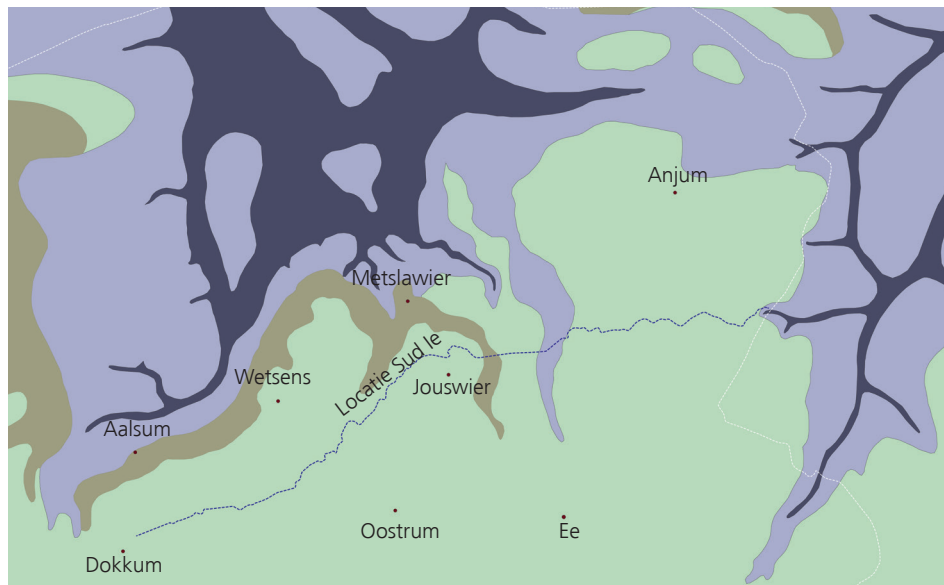 Anjum
Metslawier
Locatie Sud Ie
Wetsens
Jouswier
Aalsum
Oostrum
Ee
Dokkum